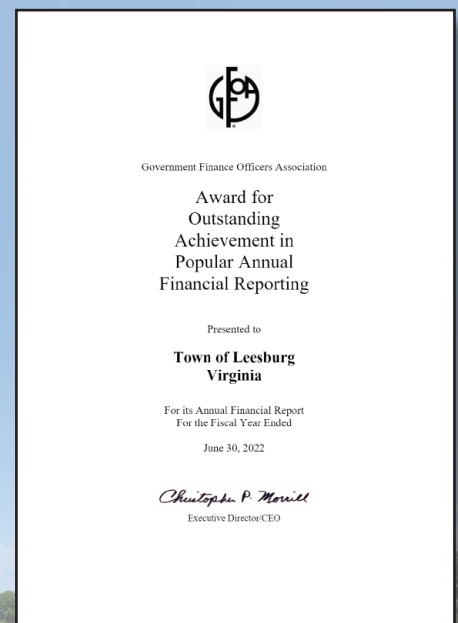 GFOA
Government Finance Officers Association
Award for
Outstanding
Achievement in
Popular Annual
Financial Reporting
Presented to
Town of Leesburg
Virginia
For its Annual Financial Report
For the Fiscal Year Ended
June 30, 2022
Christopher P. Morrill
Executive Director/CEO